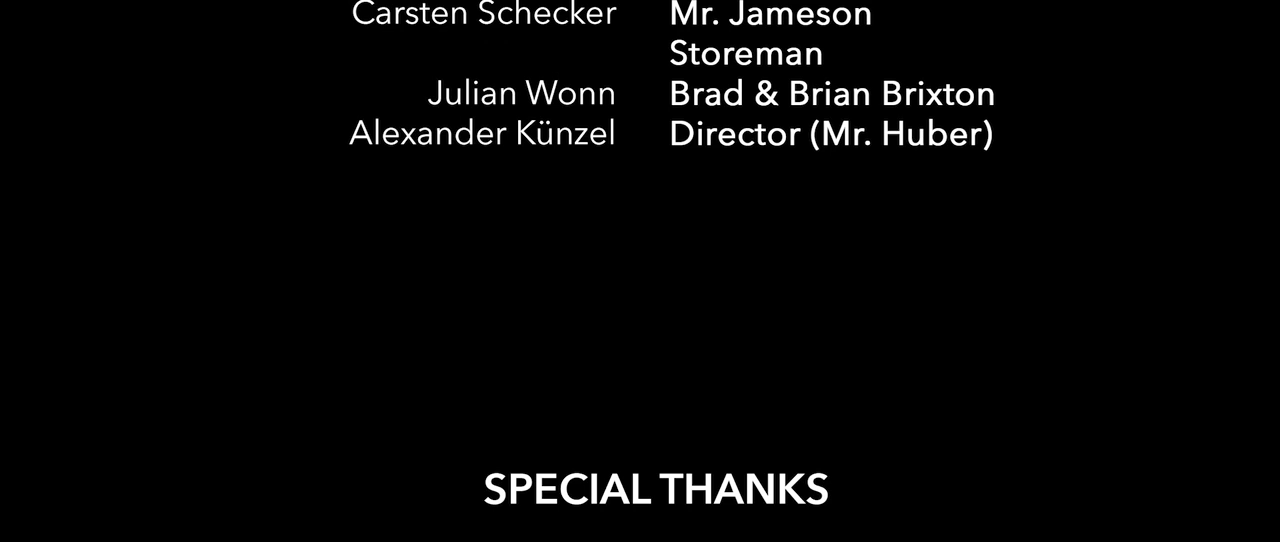 Carsten Schecker Mr. Jameson
Storeman
Julian Wonn Brad & Brian Brixton
Alexander Künzel Director (Mr. Huber)
SPECIAL THANKS